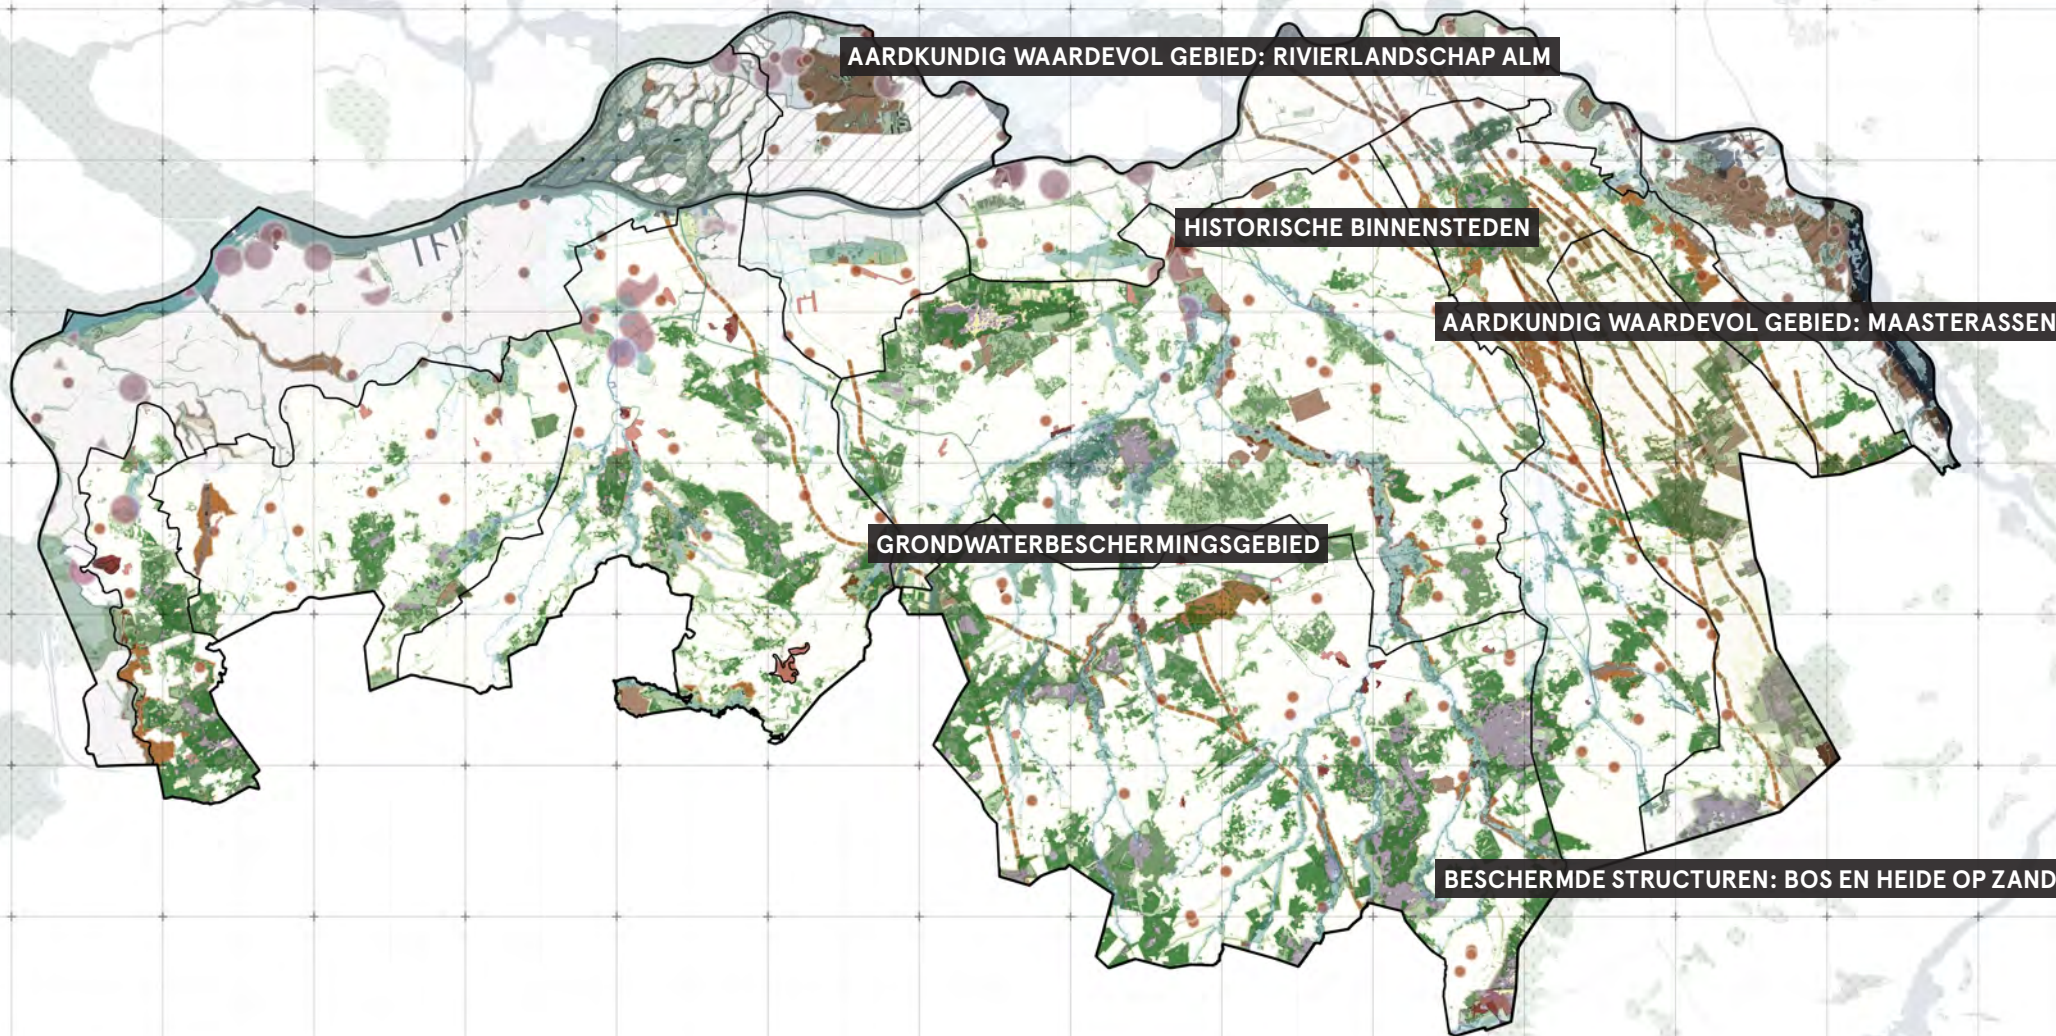 AARDKUNDIG WAARDEVOL GEBIED: RIVIERLANDSCHAP ALM
HISTORISCHE BINNENSTEDEN
AARDKUNDIG WAARDEVOL GEBIED: MAASTERASSEN
GRONDWATERBESCHERMINGSGEBIED
BESCHERMDE STRUCTUREN: BOS EN HEIDE OP ZAND